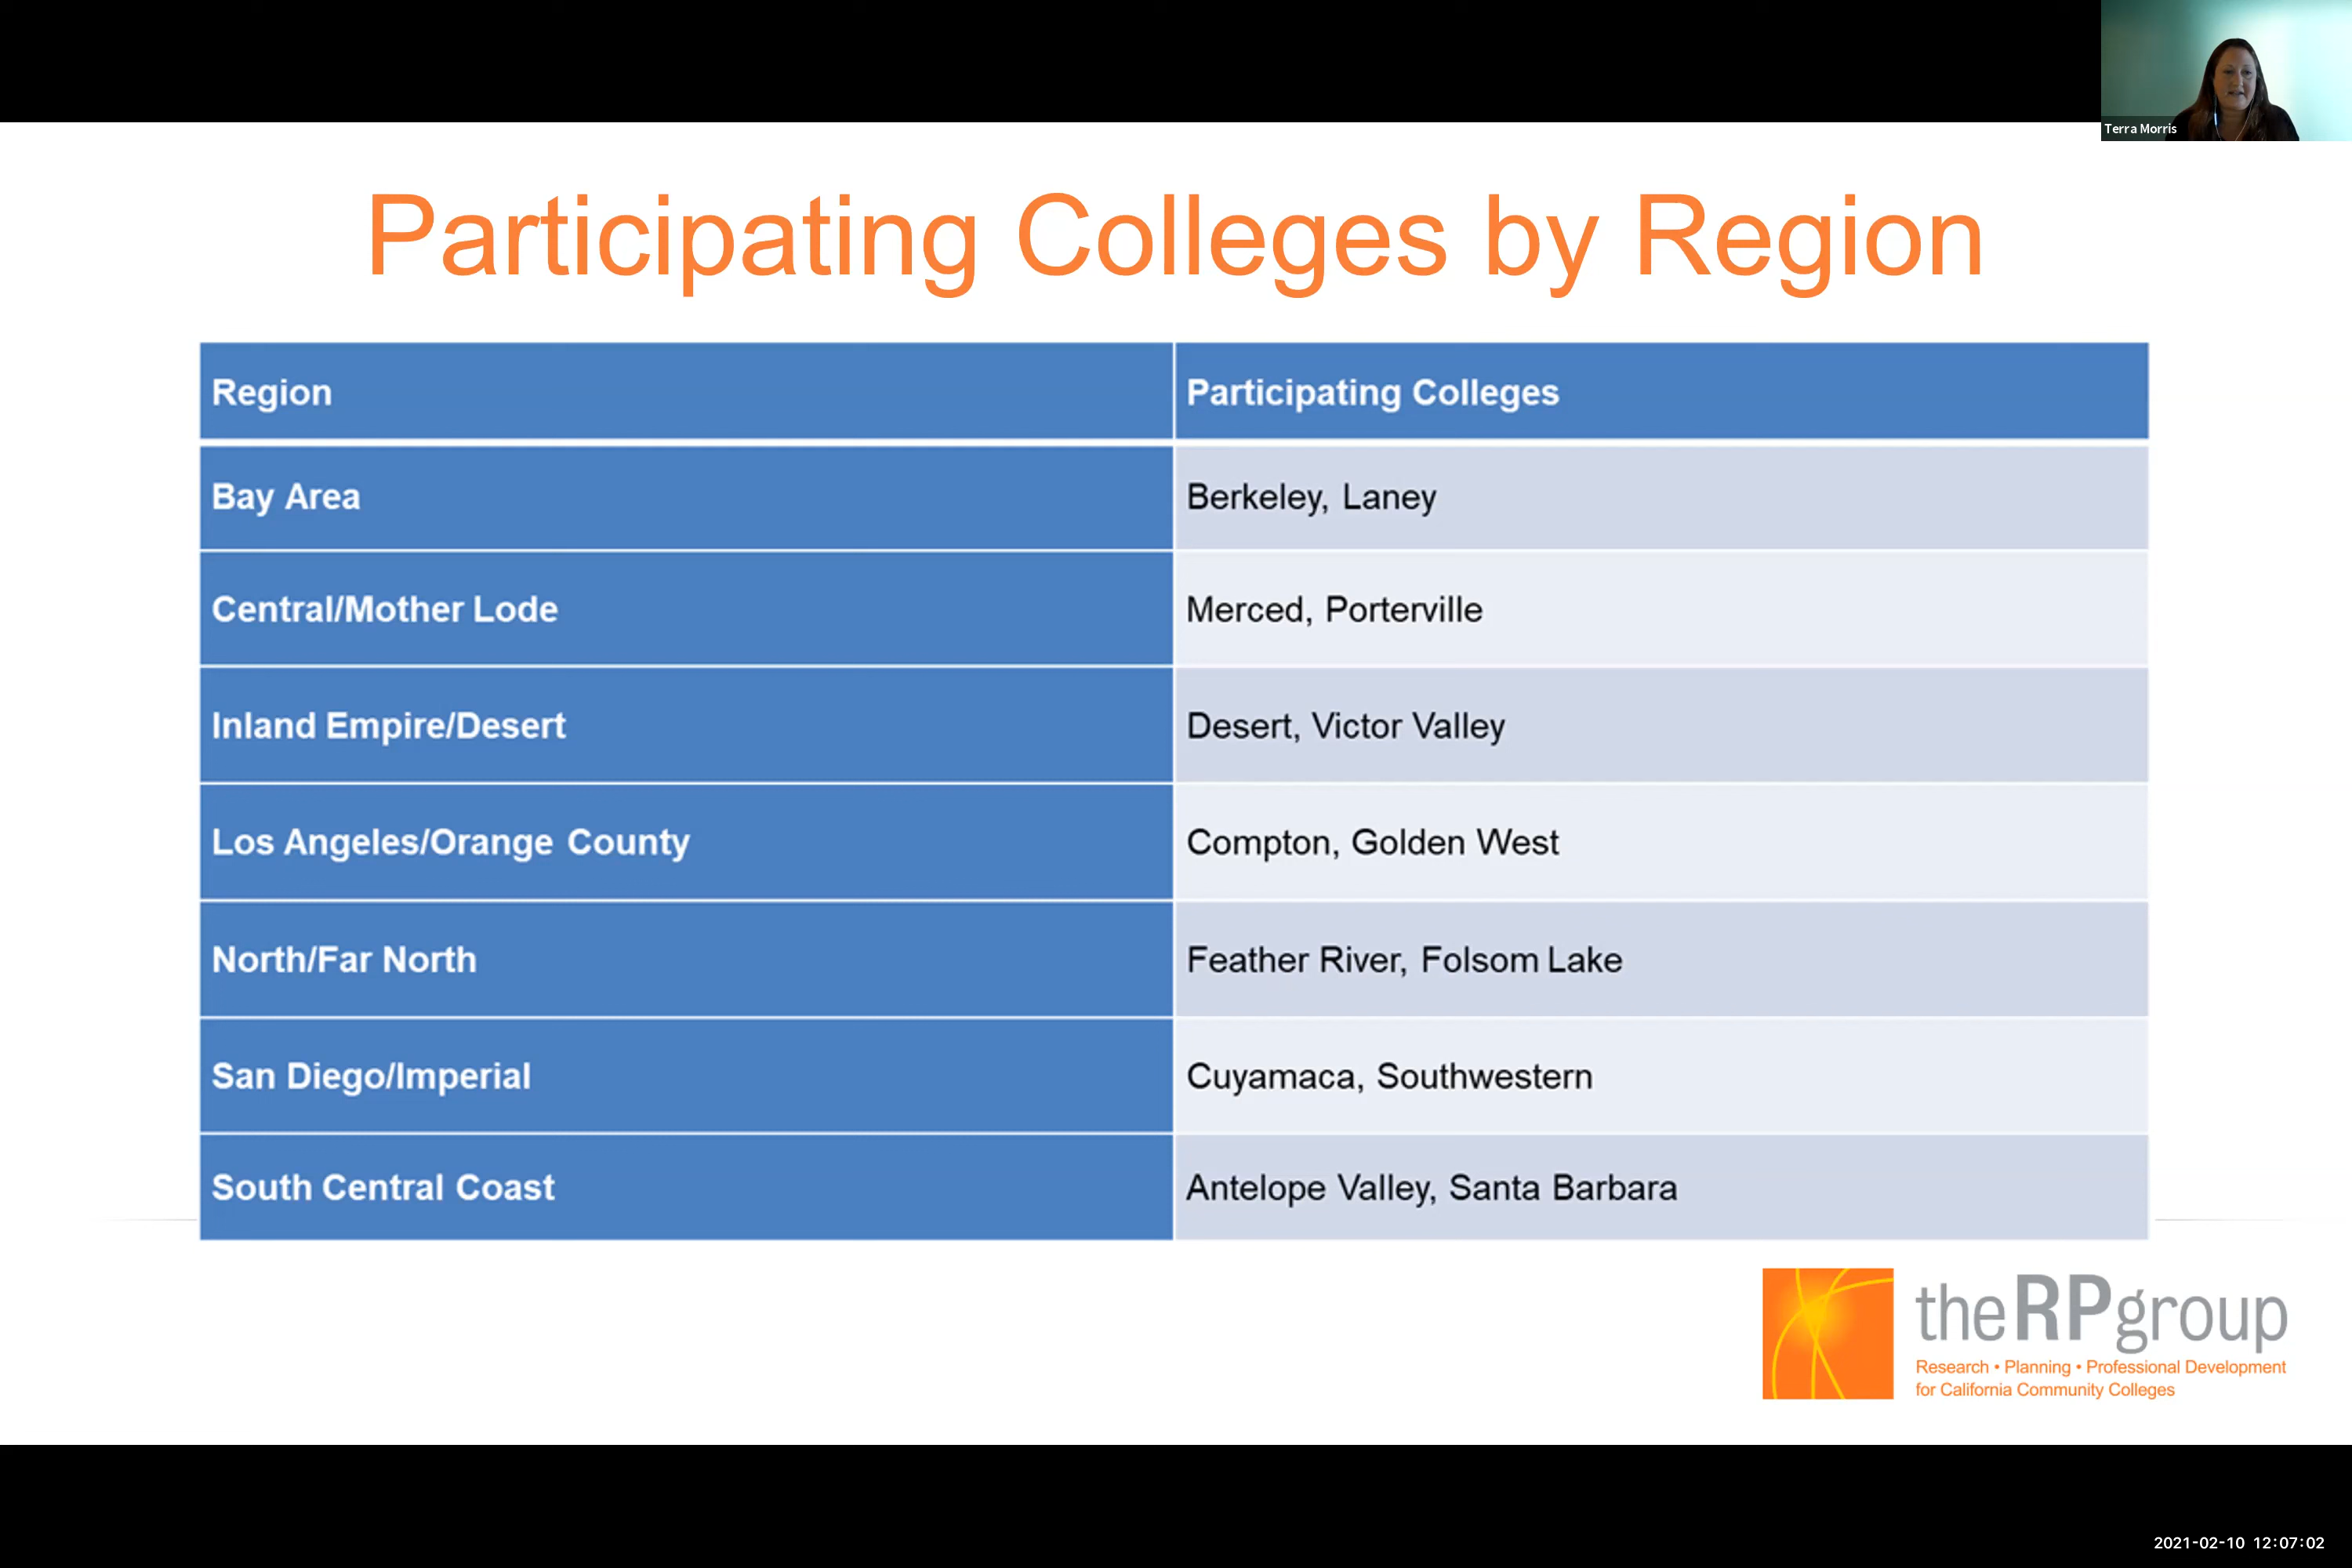 Terra Morris
Participating Colleges by Region
Region
Participating Colleges
Bay Area
Berkeley, Laney
Central/Mother Lode
Merced, Porterville
Inland Empire/Desert
Desert, Victor Valley
Los Angeles/Orange County
Compton, Golden West
North/Far North
Feather River, Folsom Lake
San Diego/Imperial
Cuyamaca, Southwestern
South Central Coast
Antelope Valley, Santa Barbara
theRPgroup
Research • Planning • Professional Development
for California Community Colleges
2021-02-10 12:07:02